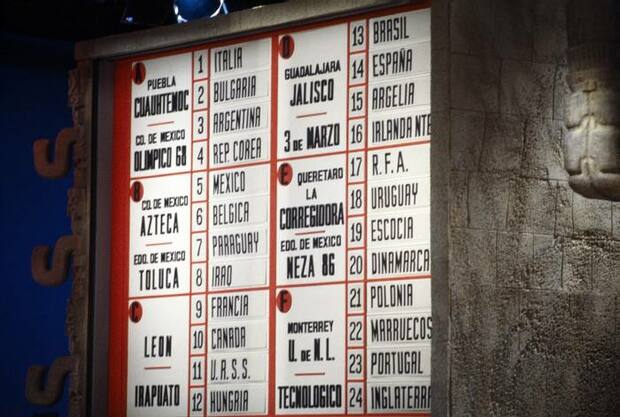 A
PUEBLA
CUAUHTEMOC
CD. DE MEXICO
OLIMPICO 68
1 ITALIA
2 BULGARIA
3 ARGENTINA
4 REP. COREA
B
CD. DE MEXICO
AZTECA
EDO. DE MEXICO
TOLUCA
5 MEXICO
6 BELGICA
7 PARAGUAY
8 IRAQ
C
LEON
IRAPUATO
9 FRANCIA
10 CANADA
11 U.R.S.S.
12 HUNGRIA
D
GUADALAJARA
JALISCO
3 DE MARZO
13 BRASIL
14 ESPAÑA
15 ARGELIA
16 IRLANDA NTE
E
QUERETARO
LA
CORREGIDORA
EDO. DE MEXICO
NEZA 86
17 R.F.A.
18 URUGUAY
19 ESCOCIA
20 DINAMARCA
F
MONTERREY
U. DE N.L.
TECNOLOGICO
21 POLONIA
22 MARRUECOS
23 PORTUGAL
24 INGLATERRA